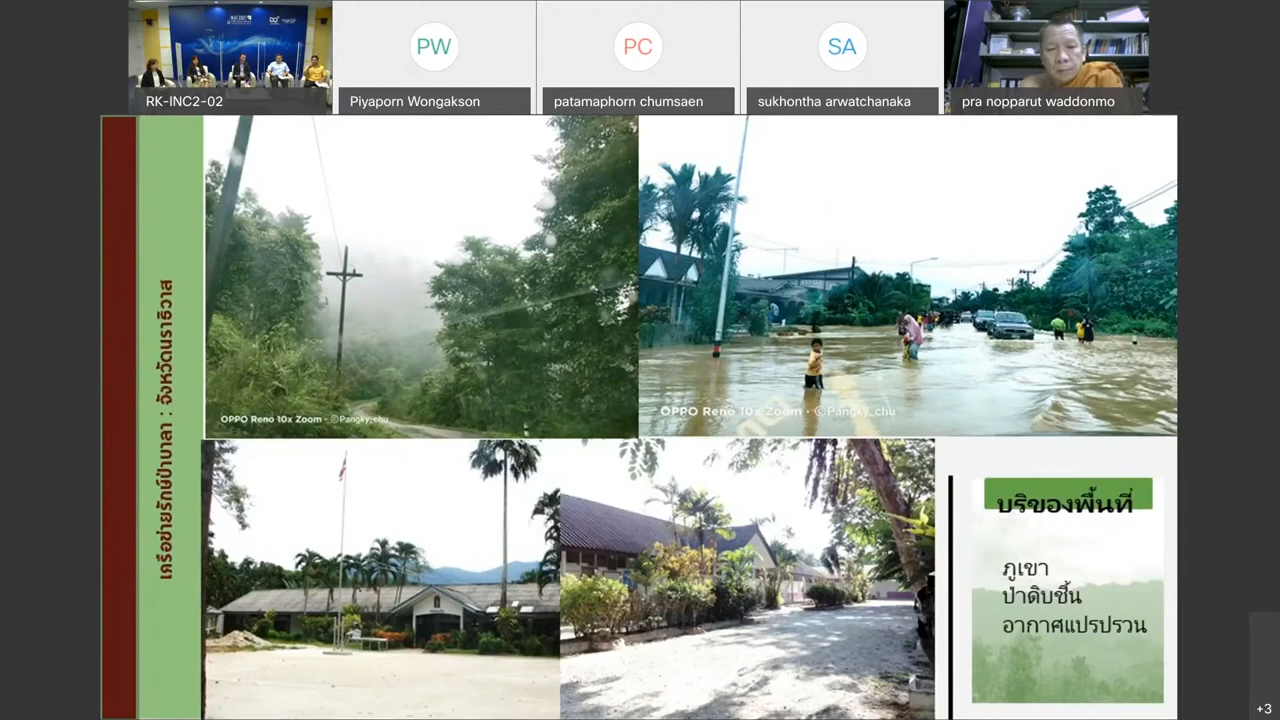 RK-INC2-02
PW
Piyaporn Wongakson
PC
patamaphorn chumsaen
SA
sukhontha arwatchanaka
pra nopparut waddonmo
เครือข่ายรักษ์ป่าบาลา : จังหวัดนราธิวาส
OPPO Reno 10x Zoom · ©Pangky_chu
OPPO Reno 10x Zoom · ©Pangky_chu
บริของพื้นที่
ภูเขา
ป่าดิบชื้น
อากาศแปรปรวน
+3